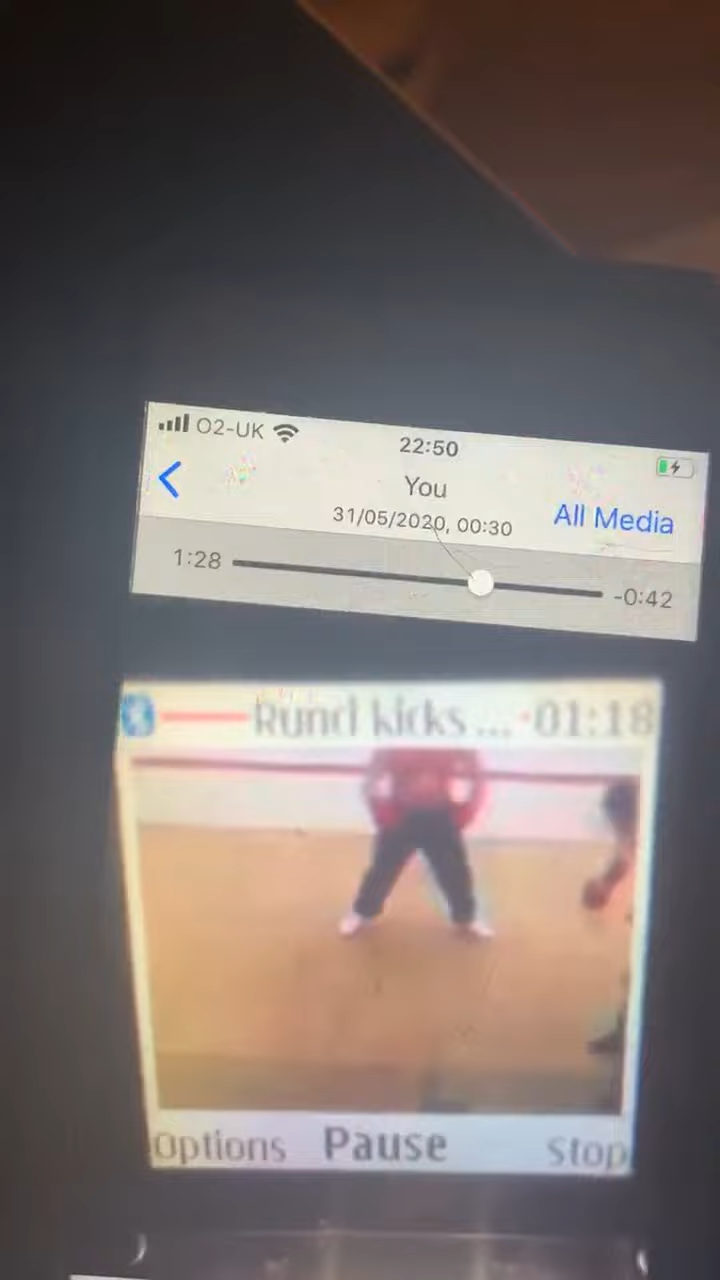 O2-UK 22:50
You
31/05/2020, 00:30 All Media
1:28 -0:42
Rund kicks ... 01:18
Options Pause Stop